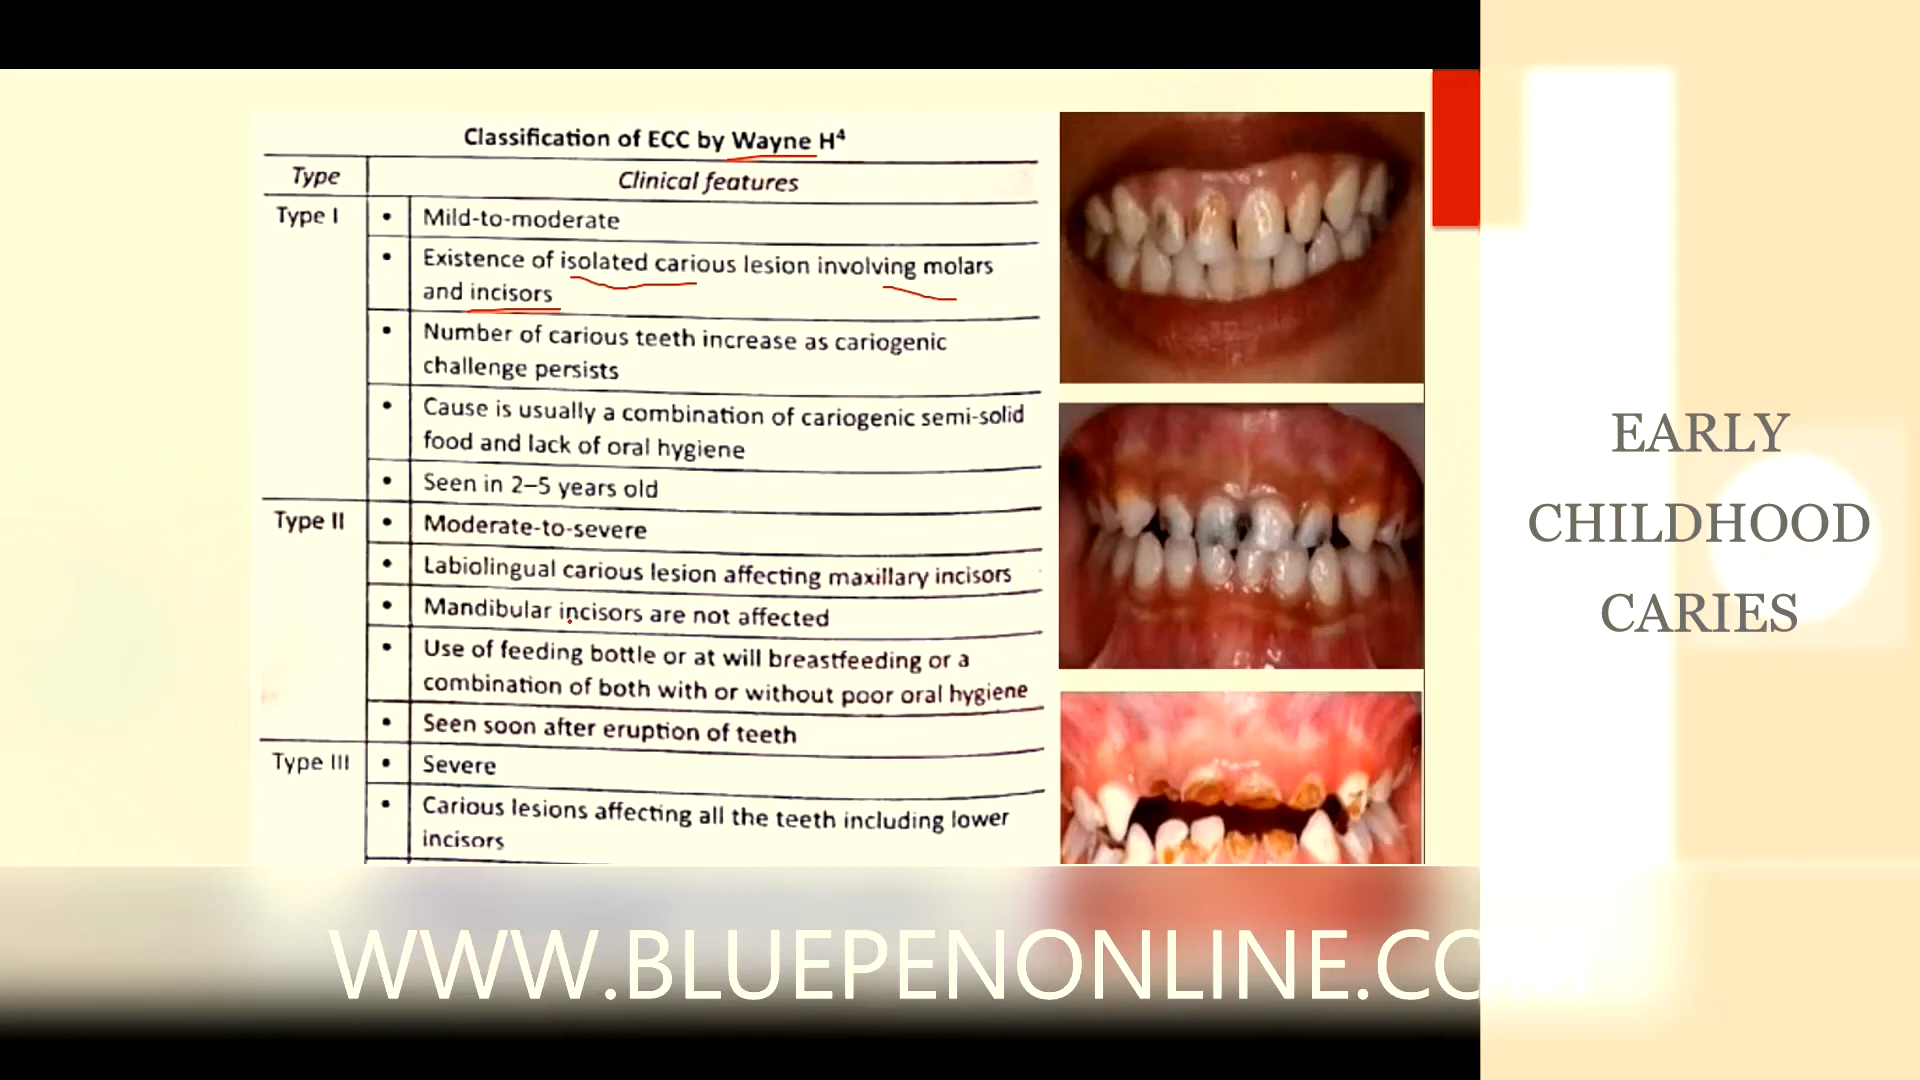 Classification of ECC by Wayne H⁴
Type Clinical features
Type I • Mild-to-moderate
• Existence of isolated carious lesion involving molars
and incisors
• Number of carious teeth increase as cariogenic
challenge persists
• Cause is usually a combination of cariogenic semi-solid
food and lack of oral hygiene
• Seen in 2–5 years old
Type II • Moderate-to-severe
• Labiolingual carious lesion affecting maxillary incisors
• Mandibular incisors are not affected
• Use of feeding bottle or at will breastfeeding or a
combination of both with or without poor oral hygiene
• Seen soon after eruption of teeth
Type III • Severe
• Carious lesions affecting all the teeth including lower
incisors
EARLY
CHILDHOOD
CARIES
WWW.BLUEPENONLINE.CO